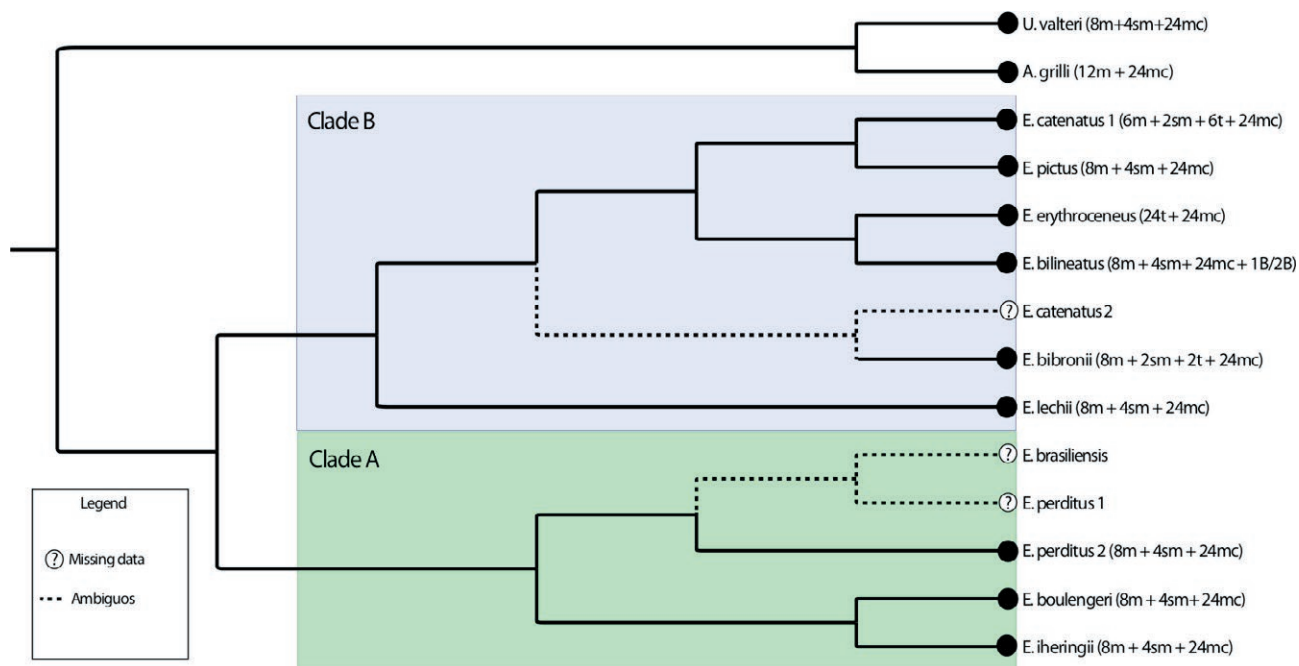 U. valteri (8m+4sm+24mc)
A. grilli (12m + 24mc)
Clade B
E. catenatus 1 (6m + 2sm + 6t + 24mc)
E. pictus (8m + 4sm + 24mc)
E. erythroceneus (24t + 24mc)
E. bilineatus (8m + 4sm+ 24mc + 1B/2B)
? E. catenatus 2
E. bibronii (8m + 2sm + 2t + 24mc)
E. lechii (8m + 4sm + 24mc)
Clade A
? E. brasiliensis
? E. perditus 1
E. perditus 2 (8m + 4sm + 24mc)
E. boulengeri (8m + 4sm+ 24mc)
E. iheringii (8m + 4sm + 24mc)
Legend
? Missing data
Ambiguos